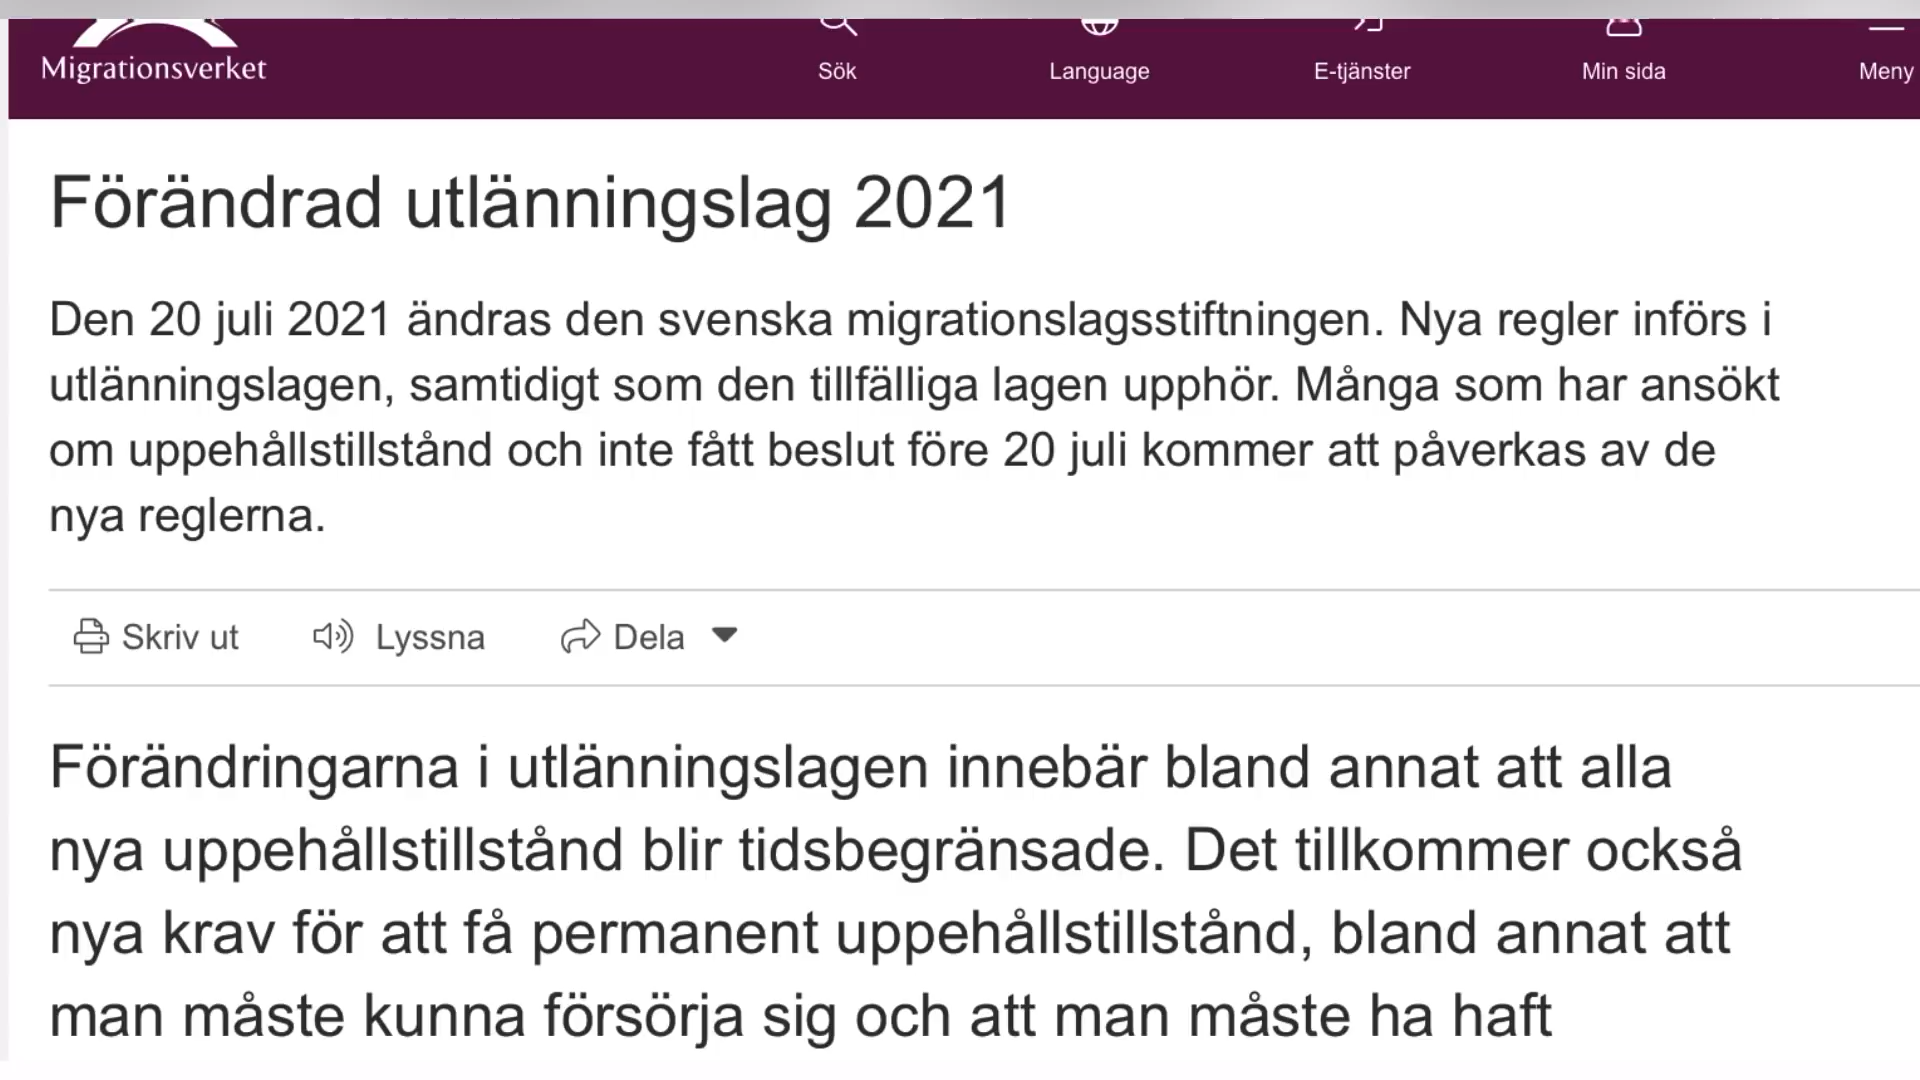 Migrationsverket
Sök
Language
E-tjänster
Min sida
Meny
Förändrad utlänningslag 2021
Den 20 juli 2021 ändras den svenska migrationslagsstiftningen. Nya regler införs i
utlänningslagen, samtidigt som den tillfälliga lagen upphör. Många som har ansökt
om uppehållstillstånd och inte fått beslut före 20 juli kommer att påverkas av de
nya reglerna.
Skriv ut
Lyssna
Dela
Förändringarna i utlänningslagen innebär bland annat att alla
nya uppehållstillstånd blir tidsbegränsade. Det tillkommer också
nya krav för att få permanent uppehållstillstånd, bland annat att
man måste kunna försörja sig och att man måste ha haft